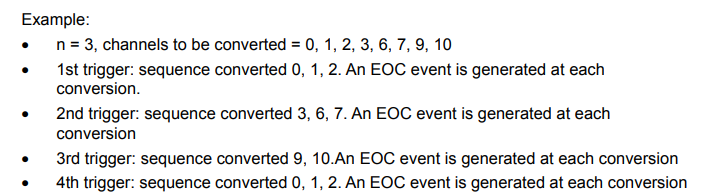 Example:
• n = 3, channels to be converted = 0, 1, 2, 3, 6, 7, 9, 10
• 1st trigger: sequence converted 0, 1, 2. An EOC event is generated at each
conversion.
• 2nd trigger: sequence converted 3, 6, 7. An EOC event is generated at each
conversion
• 3rd trigger: sequence converted 9, 10.An EOC event is generated at each conversion
• 4th trigger: sequence converted 0, 1, 2. An EOC event is generated at each conversion